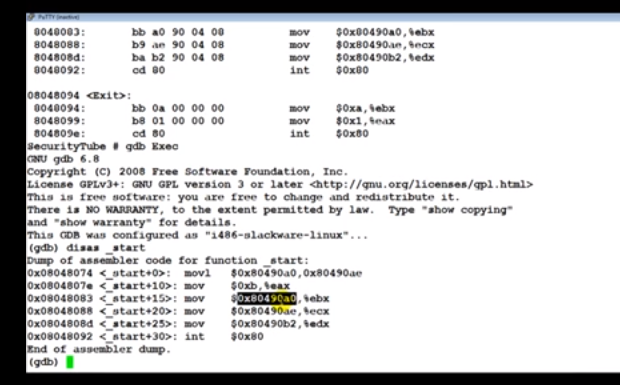 PuTTY (inactive)
8048083: bb a0 90 04 08 mov $0x80490a0,%ebx
8048088: b9 ae 90 04 08 mov $0x80490ae,%ecx
804808d: ba b2 90 04 08 mov $0x80490b2,%edx
8048092: cd 80 int $0x80
08048094 <Exit>:
8048094: bb 0a 00 00 00 mov $0xa,%ebx
8048099: b8 01 00 00 00 mov $0x1,%eax
804809e: cd 80 int $0x80
SecurityTube # gdb Exec
GNU gdb 6.8
Copyright (C) 2008 Free Software Foundation, Inc.
License GPLv3+: GNU GPL version 3 or later <http://gnu.org/licenses/gpl.html>
This is free software: you are free to change and redistribute it.
There is NO WARRANTY, to the extent permitted by law. Type "show copying"
and "show warranty" for details.
This GDB was configured as "i486-slackware-linux"...
(gdb) disas _start
Dump of assembler code for function _start:
0x08048074 <_start+0>: movl $0x80490a0,0x80490ae
0x0804807e <_start+10>: mov $0xb,%eax
0x08048083 <_start+15>: mov $0x80490a0,%ebx
0x08048088 <_start+20>: mov $0x80490ae,%ecx
0x0804808d <_start+25>: mov $0x80490b2,%edx
0x08048092 <_start+30>: int $0x80
End of assembler dump.
(gdb)